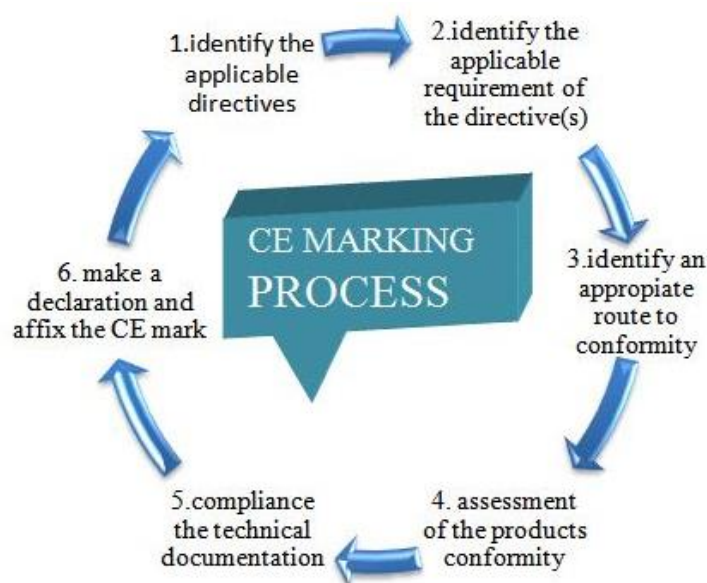 1.identify the
applicable
directives
2.identify the
applicable
requirement of
the directive(s)
3.identify an
appropiate
route to
conformity
4. assessment
of the products
conformity
5.compliance
the technical
documentation
6. make a
declaration and
affix the CE mark
CE MARKING
PROCESS